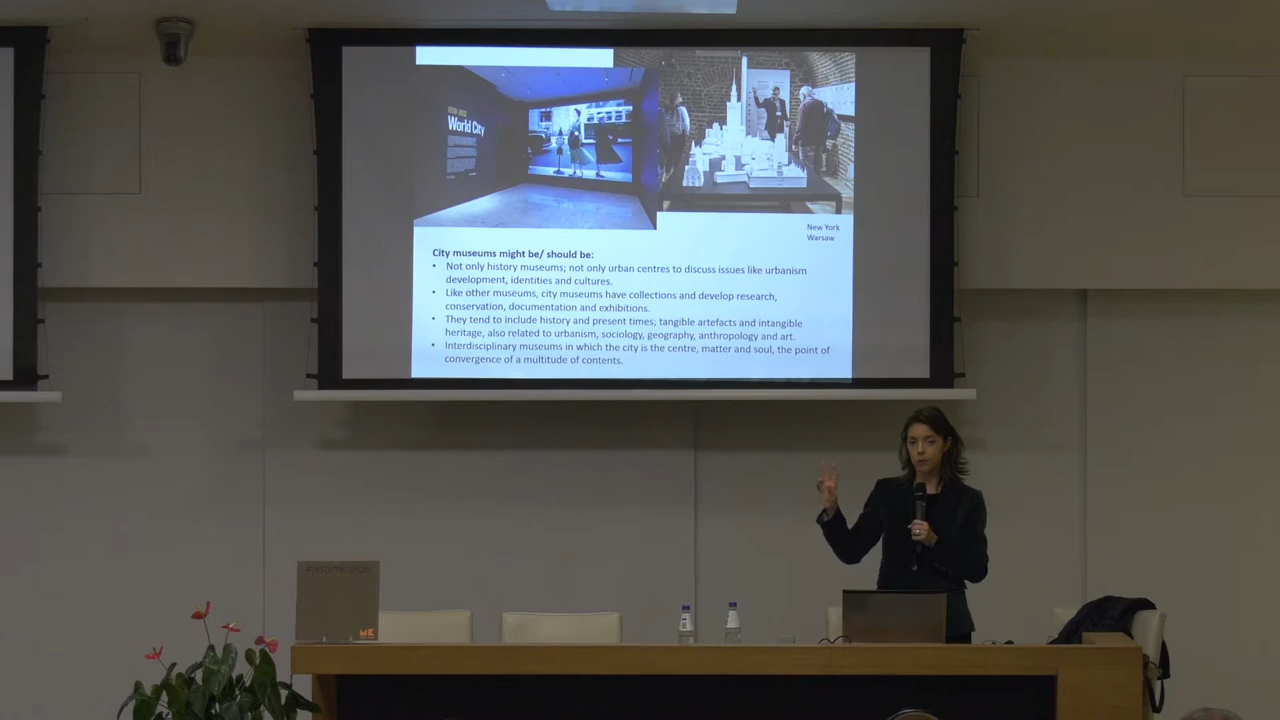 World City
New York
Warsaw
City museums might be/ should be:
• Not only history museums; not only urban centres to discuss issues like urbanism
development, identities and cultures.
• Like other museums, city museums have collections and develop research,
conservation, documentation and exhibitions.
• They tend to include history and present times; tangible artefacts and intangible
heritage, also related to urbanism, sociology, geography, anthropology and art.
• Interdisciplinary museums in which the city is the centre, matter and soul, the point of
convergence of a multitude of contents.